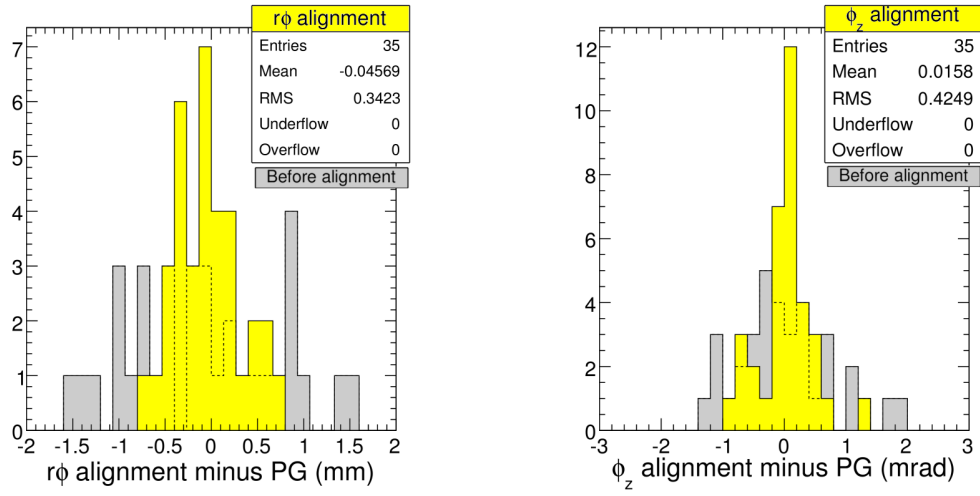 rϕ alignment
Entries 35
Mean -0.04569
RMS 0.3423
Underflow 0
Overflow 0
Before alignment
7
6
5
4
3
2
1
0
-2 -1.5 -1 -0.5 0 0.5 1 1.5 2
rϕ alignment minus PG (mm)
ϕz alignment
Entries 35
Mean 0.0158
RMS 0.4249
Underflow 0
Overflow 0
Before alignment
12
10
8
6
4
2
0
-3 -2 -1 0 1 2 3
ϕz alignment minus PG (mrad)